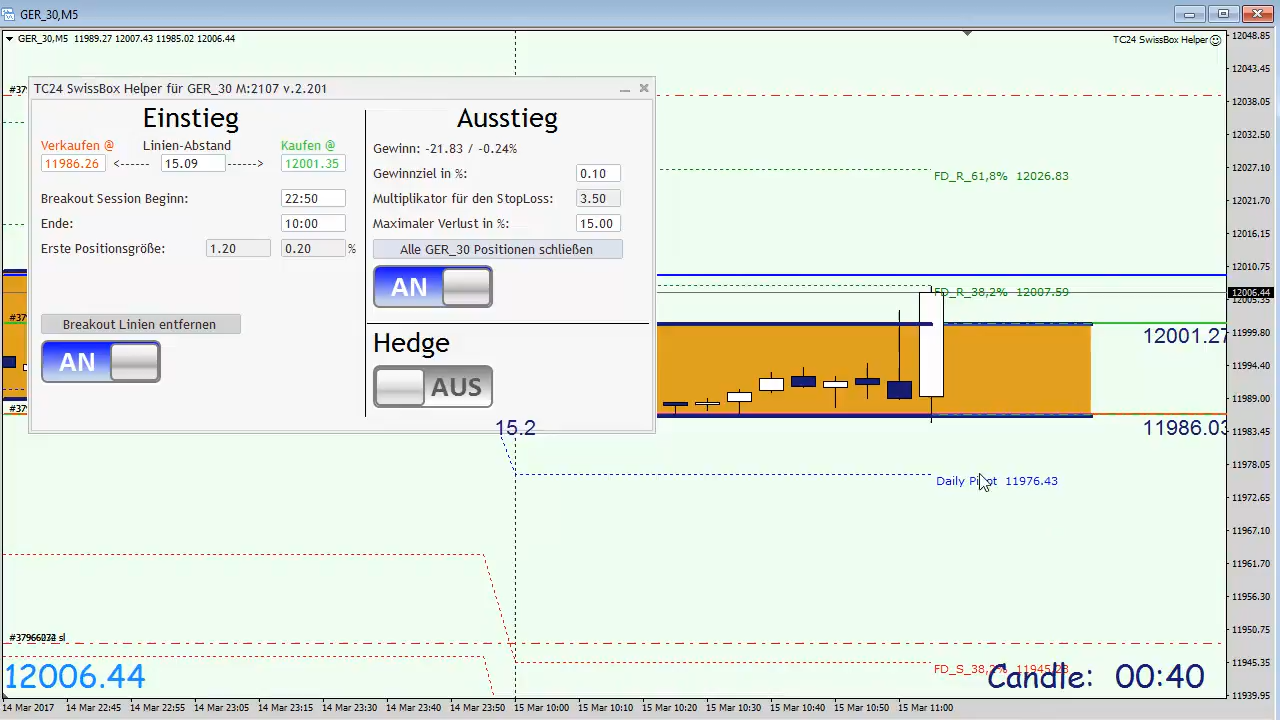 GER_30,M5
GER_30,M5 11989.27 12007.43 11985.02 12006.44
TC24 SwissBox Helper
TC24 SwissBox Helper für GER_30 M:2107 v.2.201
Einstieg
Verkaufen @ Linien-Abstand Kaufen @
11986.26 <----- 15.09 -----> 12001.35
Breakout Session Beginn: 22:50
Ende: 10:00
Erste Positionsgröße: 1.20 0.20 %
Breakout Linien entfernen
AN
Ausstieg
Gewinn: -21.83 / -0.24%
Gewinnziel in %: 0.10
Multiplikator für den StopLoss: 3.50
Maximaler Verlust in %: 15.00
Alle GER_30 Positionen schließen
AN
Hedge
AUS
15.2
FD_R_61,8% 12026.83
FD_R_38,2% 12007.59
12001.27
11986.03
Daily Pivot 11976.43
12006.44
Candle: 00:40
12048.85
12043.45
12038.05
12032.50
12027.10
12021.70
12016.15
12010.75
12006.44
12005.35
11999.80
11994.40
11989.00
11983.45
11978.05
11972.65
11967.10
11961.70
11956.30
11950.75
11945.35
11939.95
14 Mar 2017 14 Mar 22:45 14 Mar 22:55 14 Mar 23:05 14 Mar 23:15 14 Mar 23:30 14 Mar 23:40 14 Mar 23:50 15 Mar 10:00 15 Mar 10:10 15 Mar 10:20 15 Mar 10:40 15 Mar 10:50 15 Mar 11:00